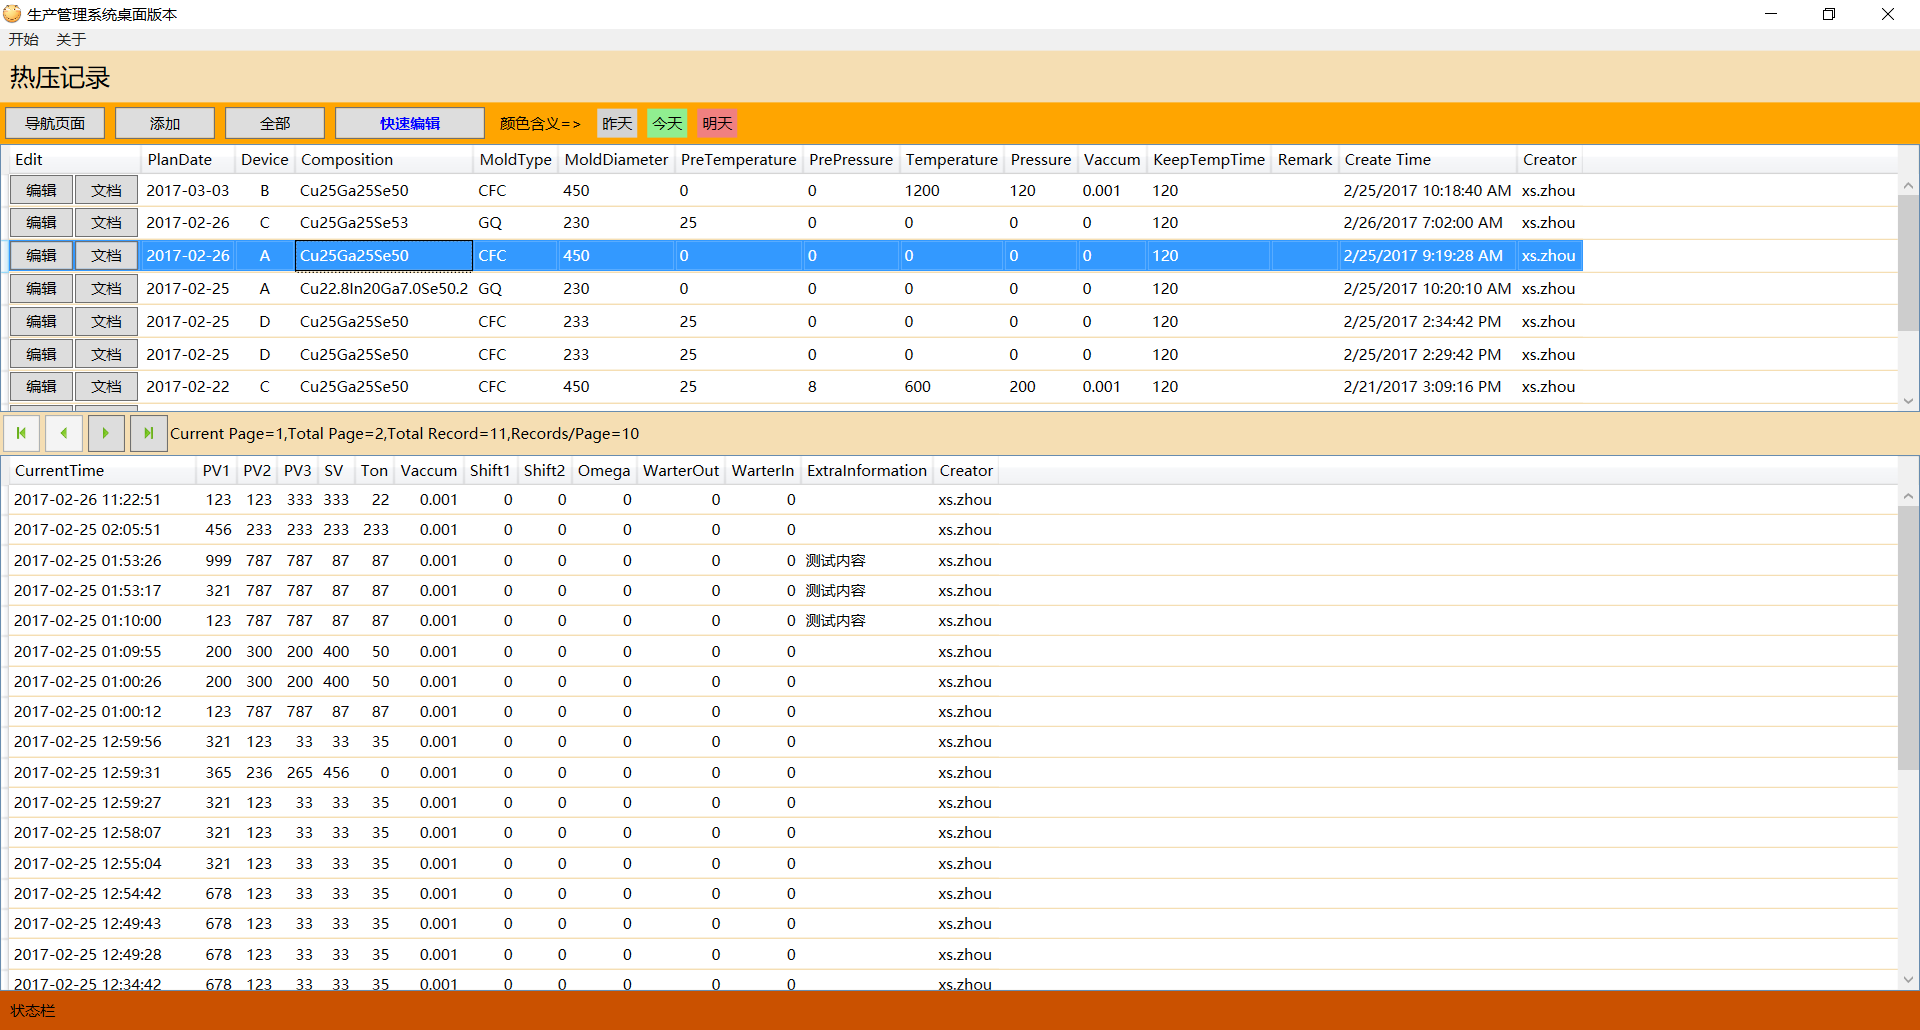 生产管理系统桌面版本
开始 关于
热压记录
导航页面 添加 全部 快速编辑 颜色含义=> 昨天 今天 明天
Edit PlanDate Device Composition MoldType MoldDiameter PreTemperature PrePressure Temperature Pressure Vaccum KeepTempTime Remark Create Time Creator
编辑 文档 2017-03-03 B Cu25Ga25Se50 CFC 450 0 0 1200 120 0.001 120 2/25/2017 10:18:40 AM xs.zhou
编辑 文档 2017-02-26 C Cu25Ga25Se53 GQ 230 25 0 0 0 0 120 2/26/2017 7:02:00 AM xs.zhou
编辑 文档 2017-02-26 A Cu25Ga25Se50 CFC 450 0 0 0 0 0 120 2/25/2017 9:19:28 AM xs.zhou
编辑 文档 2017-02-25 A Cu22.8In20Ga7.0Se50.2 GQ 230 0 0 0 0 0 120 2/25/2017 10:20:10 AM xs.zhou
编辑 文档 2017-02-25 D Cu25Ga25Se50 CFC 233 25 0 0 0 0 120 2/25/2017 2:34:42 PM xs.zhou
编辑 文档 2017-02-25 D Cu25Ga25Se50 CFC 233 25 0 0 0 0 120 2/25/2017 2:29:42 PM xs.zhou
编辑 文档 2017-02-22 C Cu25Ga25Se50 CFC 450 25 8 600 200 0.001 120 2/21/2017 3:09:16 PM xs.zhou
Current Page=1,Total Page=2,Total Record=11,Records/Page=10
CurrentTime PV1 PV2 PV3 SV Ton Vaccum Shift1 Shift2 Omega WarterOut WarterIn ExtraInformation Creator
2017-02-26 11:22:51 123 123 333 333 22 0.001 0 0 0 0 0 xs.zhou
2017-02-25 02:05:51 456 233 233 233 233 0.001 0 0 0 0 0 xs.zhou
2017-02-25 01:53:26 999 787 787 87 87 0.001 0 0 0 0 0 测试内容 xs.zhou
2017-02-25 01:53:17 321 787 787 87 87 0.001 0 0 0 0 0 测试内容 xs.zhou
2017-02-25 01:10:00 123 787 787 87 87 0.001 0 0 0 0 0 测试内容 xs.zhou
2017-02-25 01:09:55 200 300 200 400 50 0.001 0 0 0 0 0 xs.zhou
2017-02-25 01:00:26 200 300 200 400 50 0.001 0 0 0 0 0 xs.zhou
2017-02-25 01:00:12 123 787 787 87 87 0.001 0 0 0 0 0 xs.zhou
2017-02-25 12:59:56 321 123 33 33 35 0.001 0 0 0 0 0 xs.zhou
2017-02-25 12:59:31 365 236 265 456 0 0.001 0 0 0 0 0 xs.zhou
2017-02-25 12:59:27 321 123 33 33 35 0.001 0 0 0 0 0 xs.zhou
2017-02-25 12:58:07 321 123 33 33 35 0.001 0 0 0 0 0 xs.zhou
2017-02-25 12:55:04 321 123 33 33 35 0.001 0 0 0 0 0 xs.zhou
2017-02-25 12:54:42 678 123 33 33 35 0.001 0 0 0 0 0 xs.zhou
2017-02-25 12:49:43 678 123 33 33 35 0.001 0 0 0 0 0 xs.zhou
2017-02-25 12:49:28 678 123 33 33 35 0.001 0 0 0 0 0 xs.zhou
2017-02-25 12:34:42 678 123 33 33 35 0.001 0 0 0 0 0 xs.zhou
状态栏